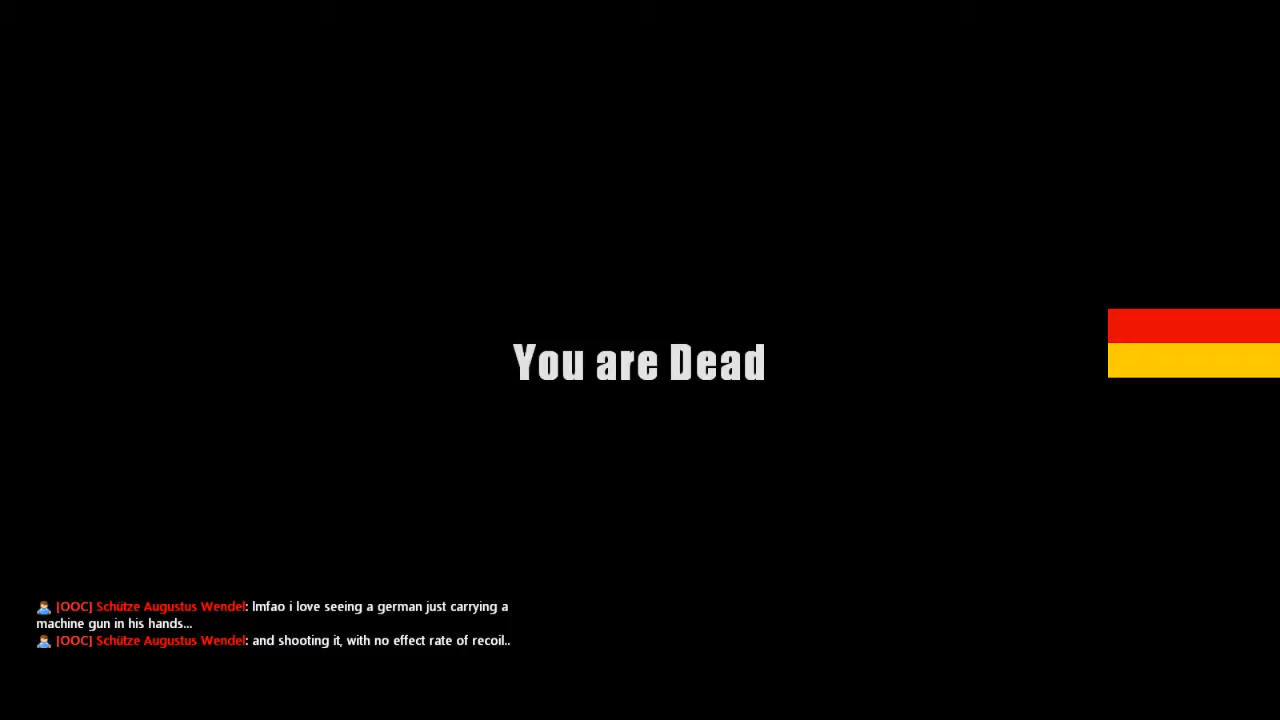 You are Dead
[OOC] Schütze Augustus Wendel: lmfao i love seeing a german just carrying a
machine gun in his hands...
[OOC] Schütze Augustus Wendel: and shooting it, with no effect rate of recoil..